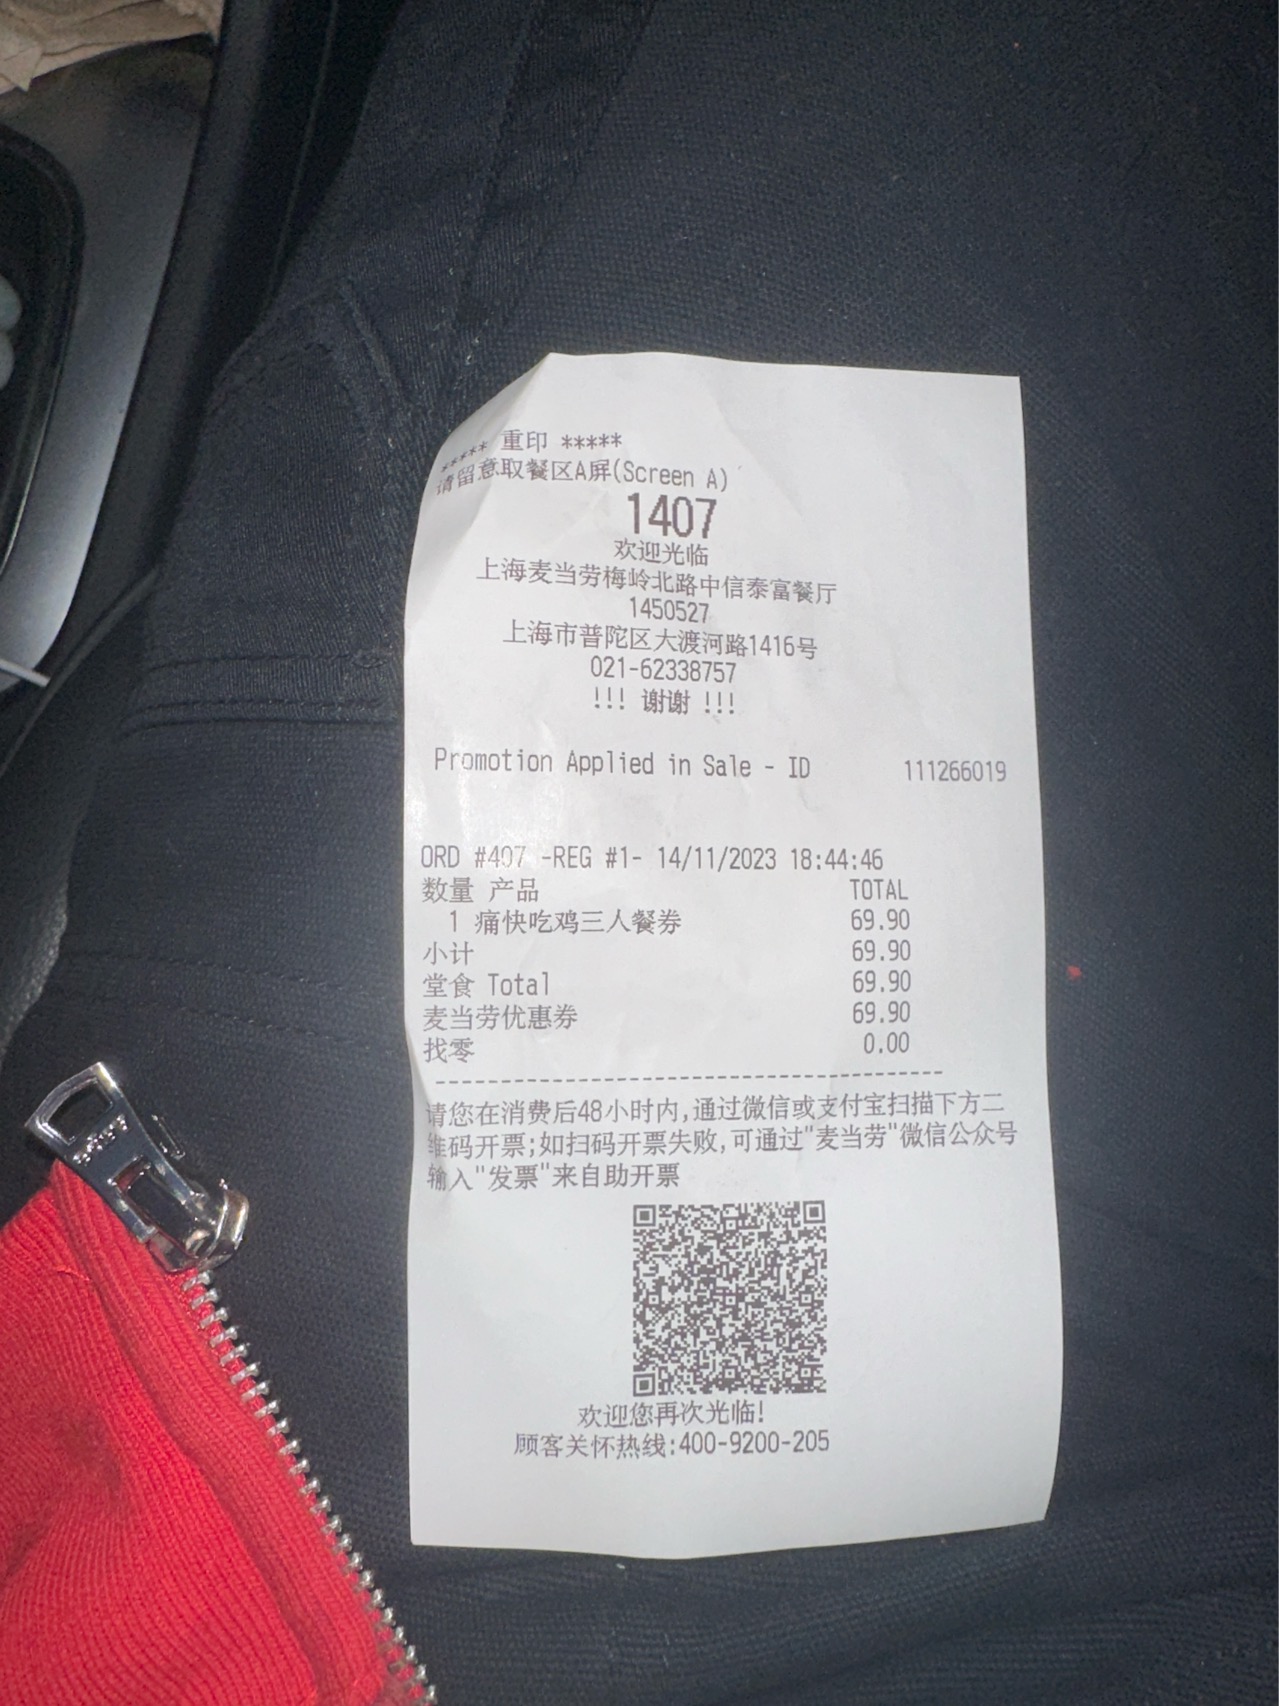 ***** 重印 *****
请留意取餐区A屏(Screen A)
1407
欢迎光临
上海麦当劳梅岭北路中信泰富餐厅
1450527
上海市普陀区大渡河路1416号
021-62338757
!!! 谢谢 !!!
Promotion Applied in Sale - ID 111266019
ORD #407 -REG #1- 14/11/2023 18:44:46
数量 产品 TOTAL
1 痛快吃鸡三人餐券 69.90
小计 69.90
堂食 Total 69.90
麦当劳优惠券 69.90
找零 0.00
---------------------------------------
请您在消费后48小时内,通过微信或支付宝扫描下方二
维码开票;如扫码开票失败,可通过"麦当劳"微信公众号
输入"发票"来自助开票
欢迎您再次光临!
顾客关怀热线:400-9200-205